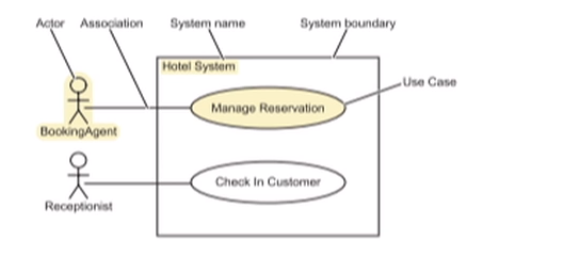 Actor Association System name System boundary
Hotel System
Use Case
Manage Reservation
BookingAgent
Check In Customer
Receptionist